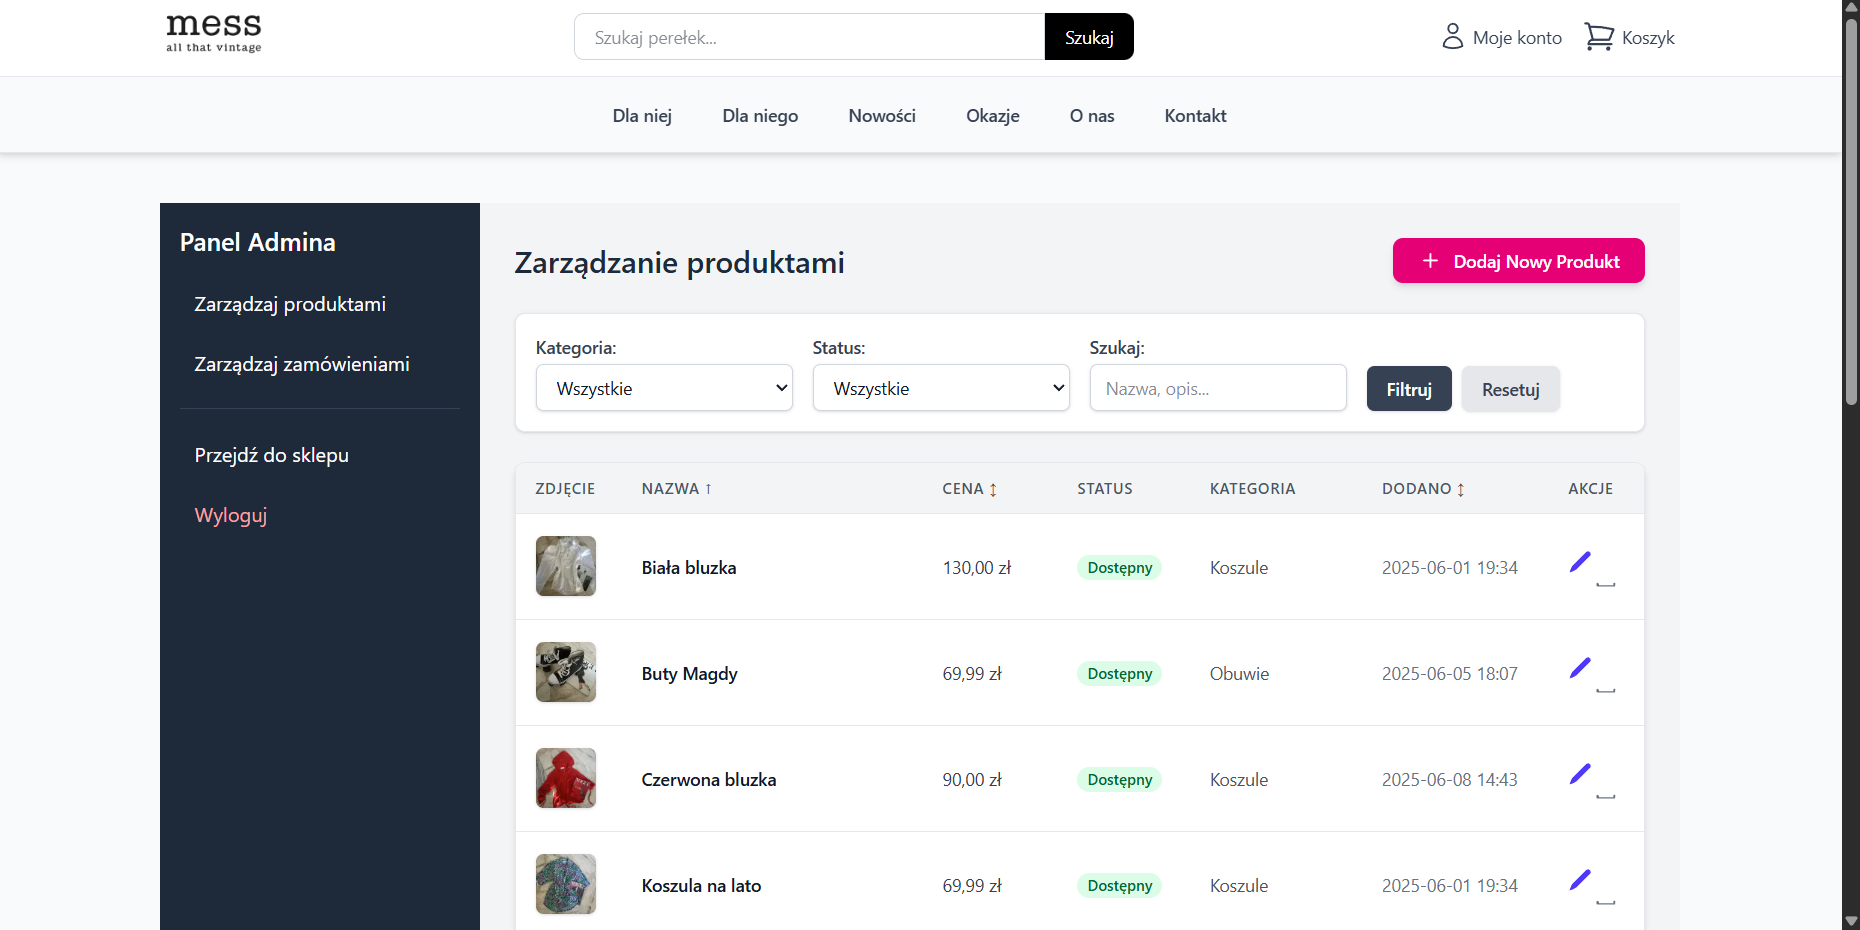 mess
all that vintage
Szukaj perełek...
Szukaj
Moje konto
Koszyk
Dla niej
Dla niego
Nowości
Okazje
O nas
Kontakt
Panel Admina
Zarządzaj produktami
Zarządzaj zamówieniami
Przejdź do sklepu
Wyloguj
Zarządzanie produktami
+ Dodaj Nowy Produkt
Kategoria:
Wszystkie
Status:
Wszystkie
Szukaj:
Nazwa, opis...
Filtruj
Resetuj
ZDJĘCIE NAZWA ↑ CENA ↕ STATUS KATEGORIA DODANO ↕ AKCJE
Biała bluzka 130,00 zł Dostępny Koszule 2025-06-01 19:34
Buty Magdy 69,99 zł Dostępny Obuwie 2025-06-05 18:07
Czerwona bluzka 90,00 zł Dostępny Koszule 2025-06-08 14:43
Koszula na lato 69,99 zł Dostępny Koszule 2025-06-01 19:34